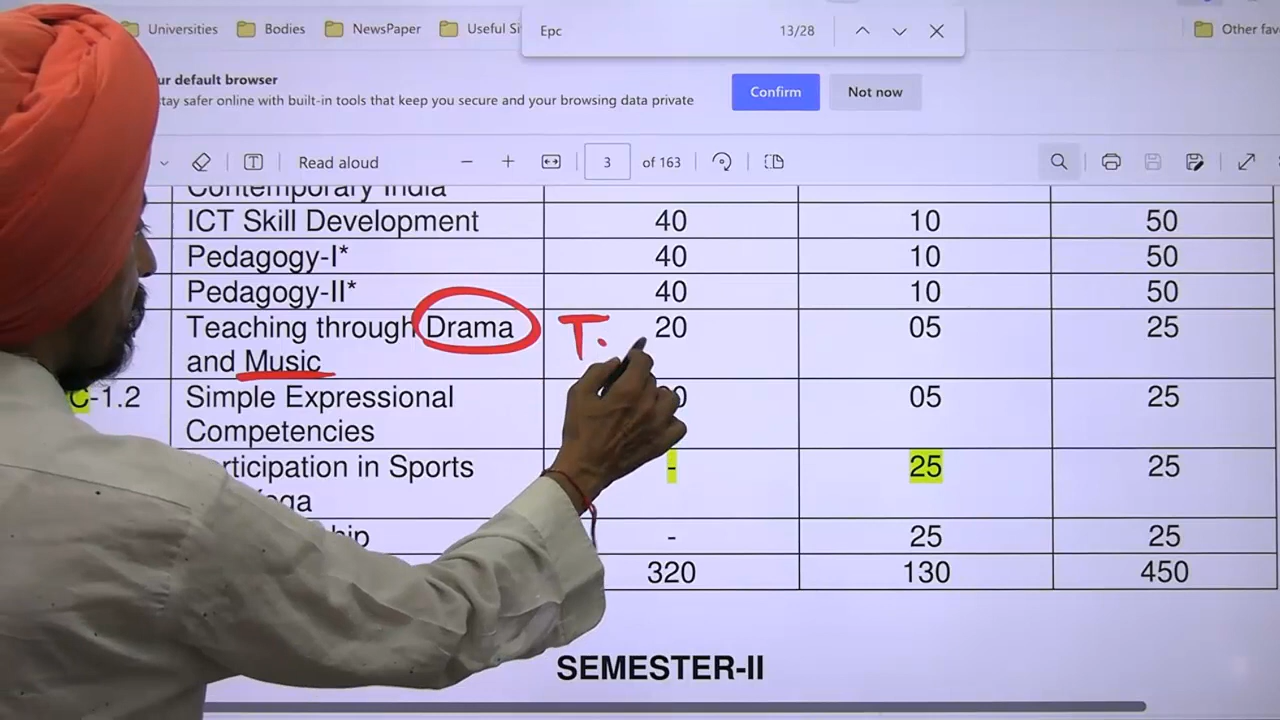 Universities Bodies NewsPaper Useful Si Epc 13/28 Other fav
ur default browser
stay safer online with built-in tools that keep you secure and your browsing data private Confirm Not now
Read aloud 3 of 163
Contemporary India
ICT Skill Development 40 10 50
Pedagogy-I* 40 10 50
Pedagogy-II* 40 10 50
Teaching through Drama T. 20 05 25
and Music
C-1.2 Simple Expressional 0 05 25
Competencies
rticipation in Sports - 25 25
oga
hip - 25 25
320 130 450
SEMESTER-II